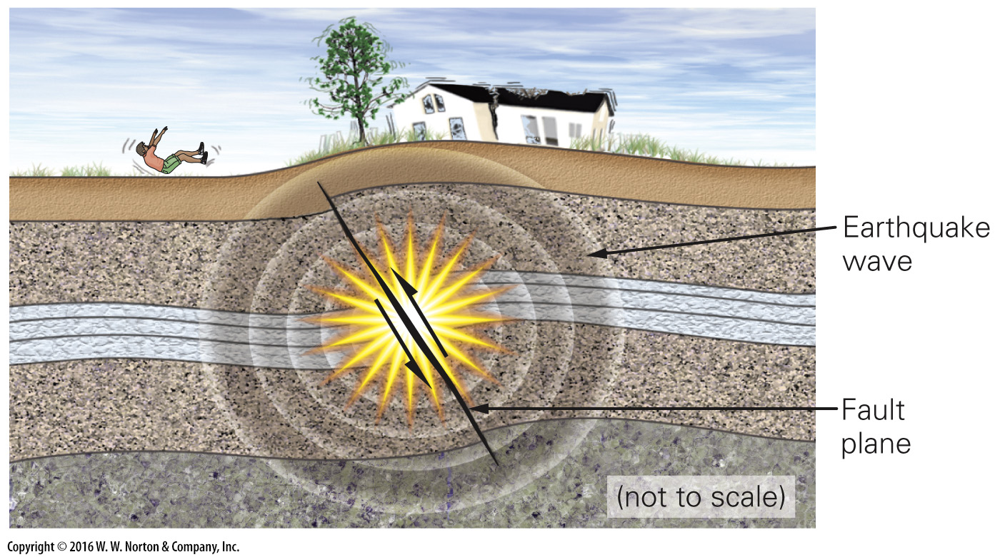 Earthquake
wave
Fault
plane
(not to scale)
Copyright © 2016 W. W. Norton & Company, Inc.